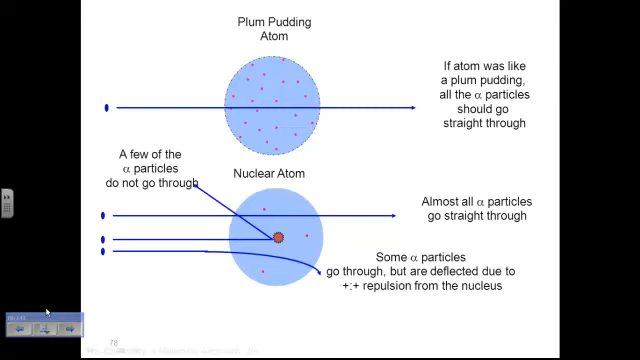 Plum Pudding
Atom
If atom was like
a plum pudding,
all the α particles
should go
straight through
A few of the
α particles
do not go through
Nuclear Atom
Almost all α particles
go straight through
Some α particles
go through, but are deflected due to
+:+ repulsion from the nucleus
78